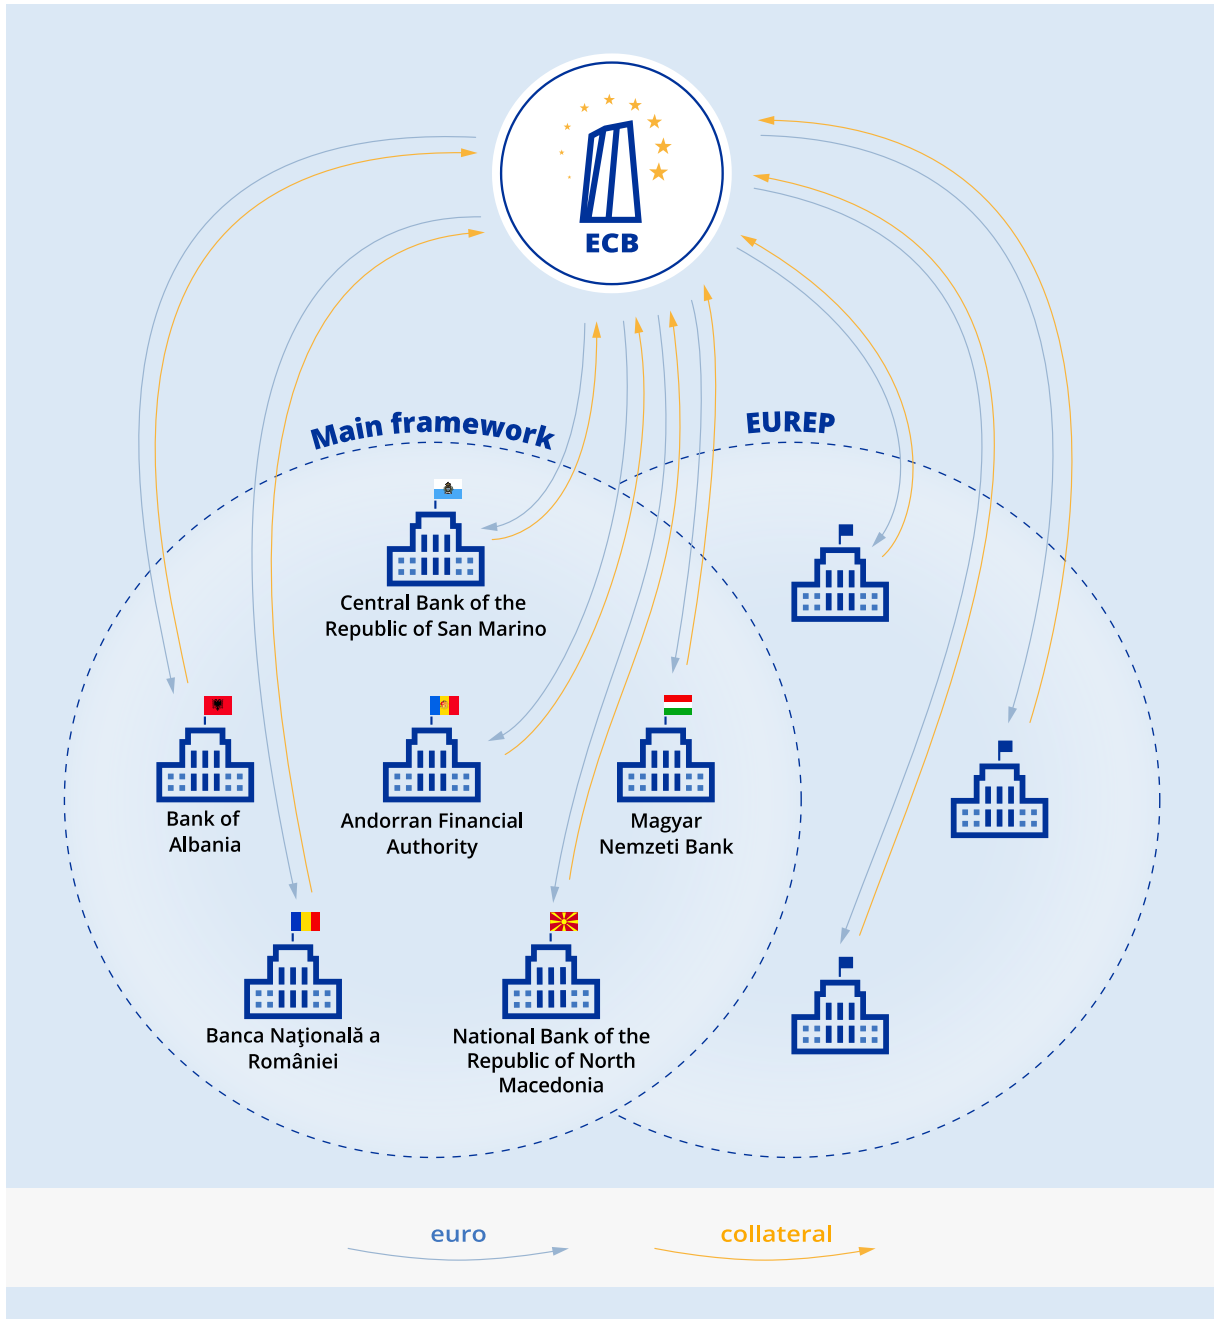 ECB
Main framework
EUREP
Central Bank of the
Republic of San Marino
Bank of
Albania
Andorran Financial
Authority
Magyar
Nemzeti Bank
Banca Naţională a
României
National Bank of the
Republic of North
Macedonia
euro
collateral